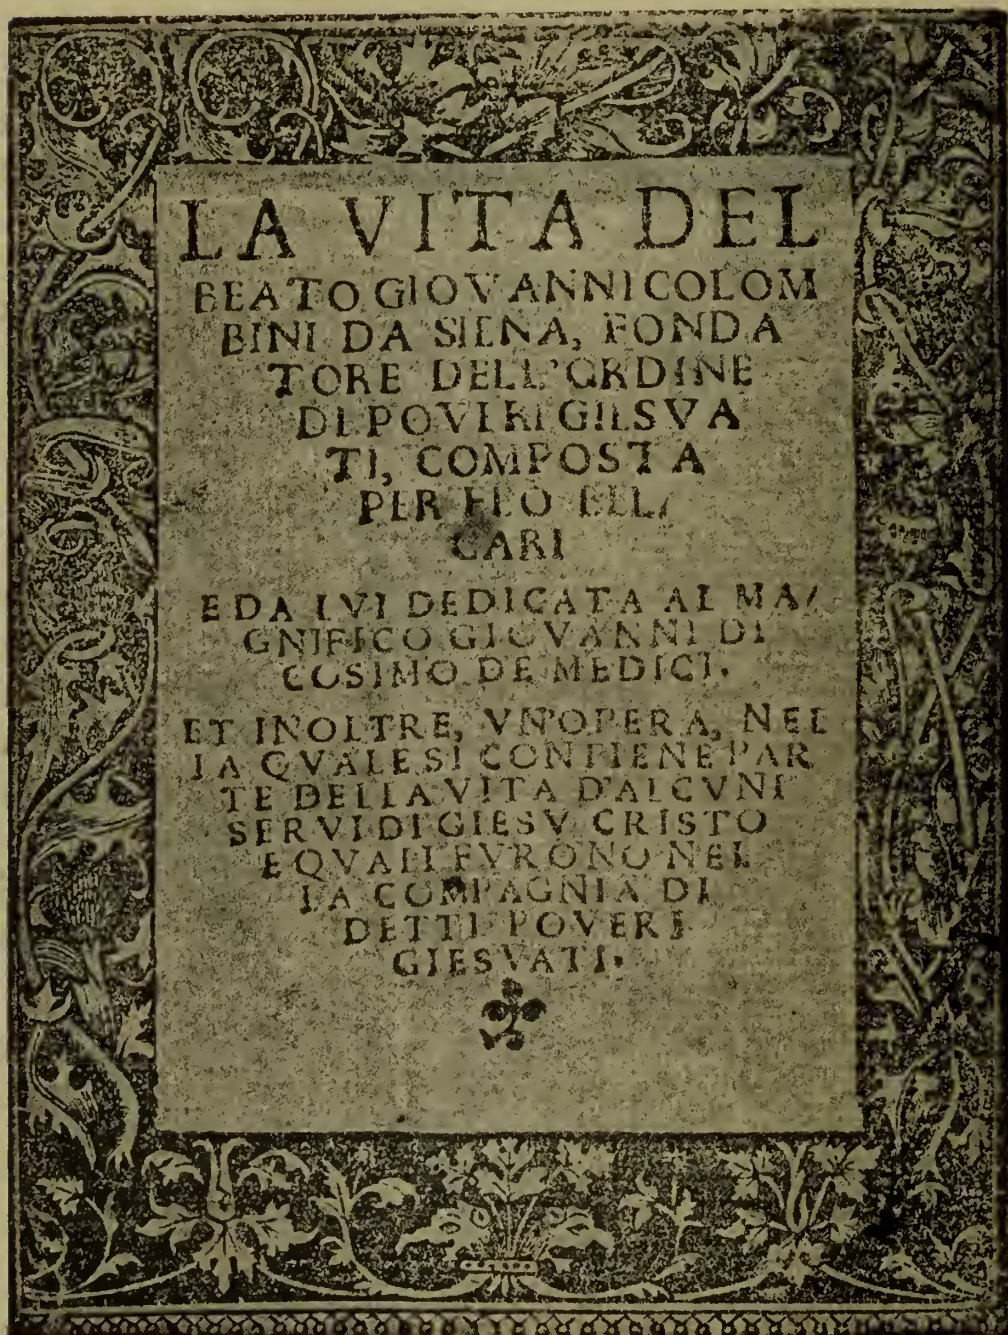 LA VITA DEL
BEATO GIOVANNI COLOM
BINI DA SIENA, FONDA
TORE DELL'ORDINE
DE POVERI GIESVA
TI, COMPOSTA
PER FEO BEL/
CARI
E DA LVI DEDICATA AL MA/
GNIFICO GIOVANNI DI
COSIMO DE MEDICI.
ET INOLTRE, VN'OPERA, NEL
LA QVALE SI CONTIENE PAR
TE DELLA VITA D'ALCVNI
SERVI DI GIESV CRISTO
E QVALI FVRONO NEL
LA COMPAGNIA DI
DETTI POVERI
GIESVATI.